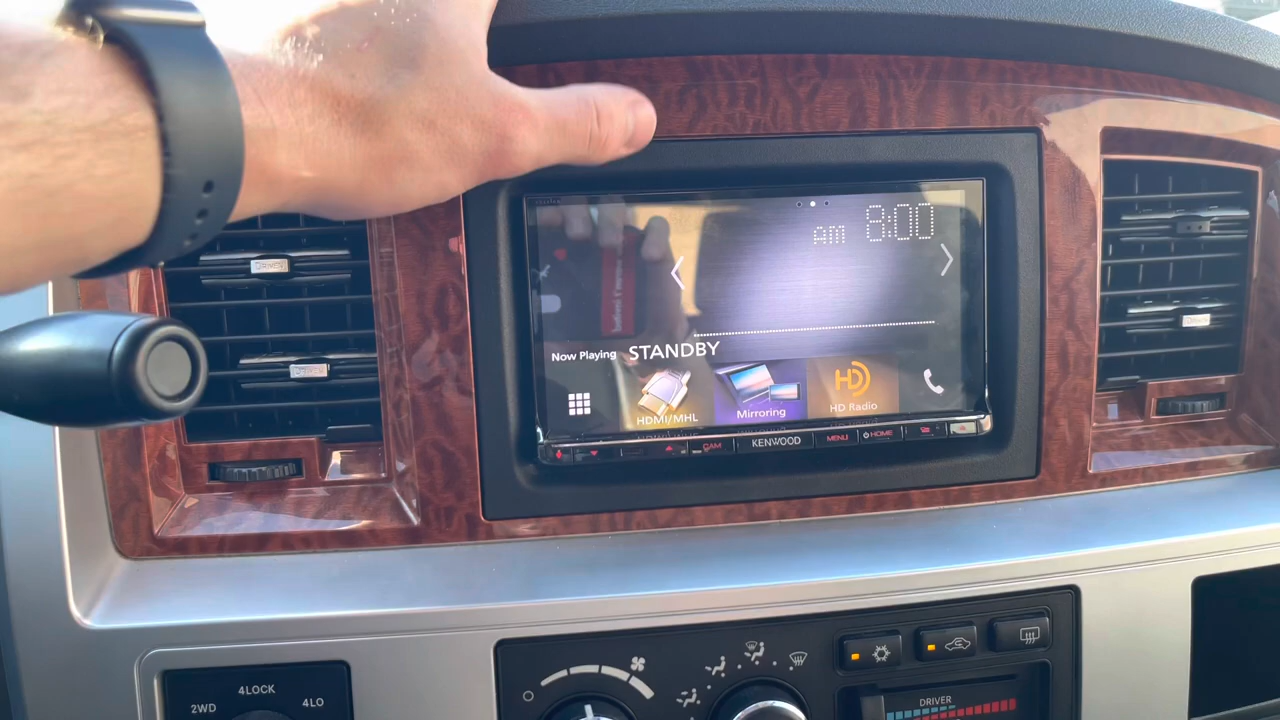 AM 8:00
Now Playing STANDBY
HDMI/MHL
Mirroring
HD
HD Radio
CAM
KENWOOD
MENU
HOME
2WD
4LOCK
4LO
DRIVER